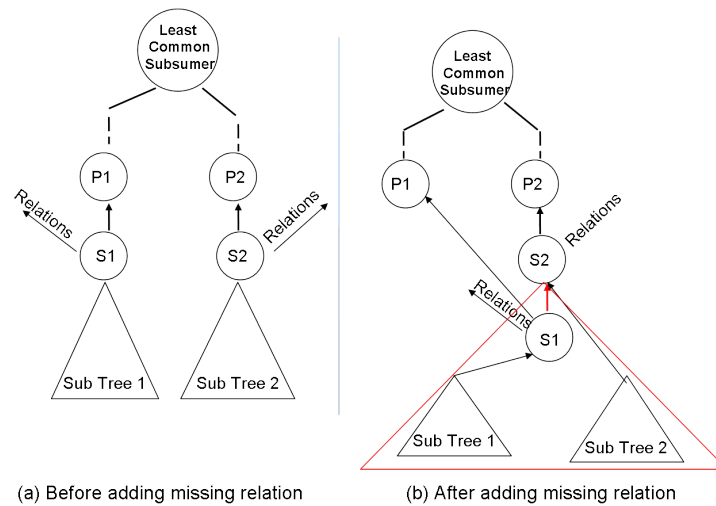 Least
Common
Subsumer
P1
P2
Relations
S1
S2
Relations
Sub Tree 1
Sub Tree 2
(a) Before adding missing relation
Least
Common
Subsumer
P1
P2
Relations
S2
Relations
S1
Sub Tree 1
Sub Tree 2
(b) After adding missing relation